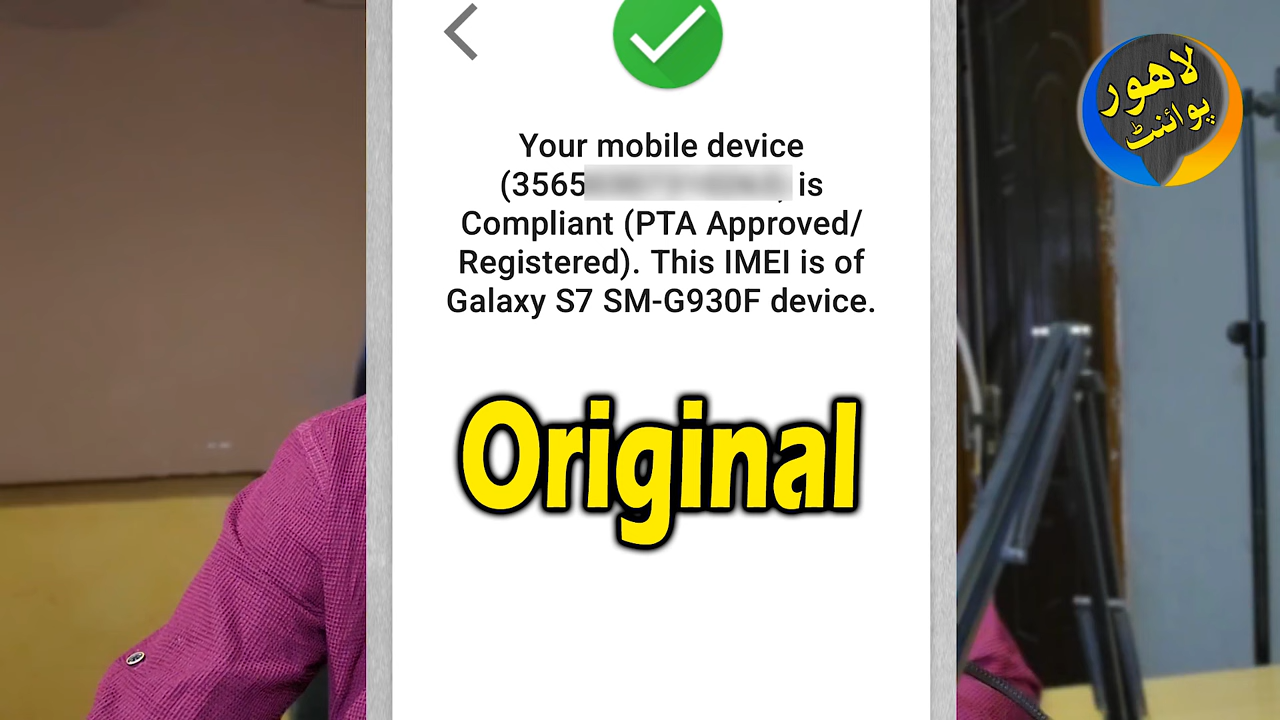 Your mobile device
(3565 is
Compliant (PTA Approved/
Registered). This IMEI is of
Galaxy S7 SM-G930F device.
Original
لاهور
پوائنٹ